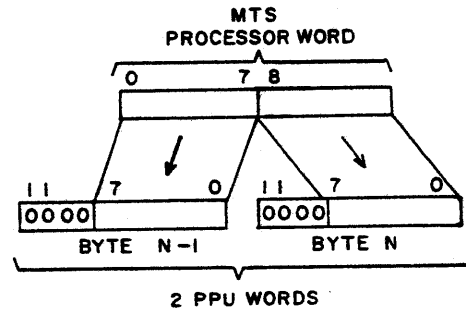 MTS
PROCESSOR WORD
0 7 8
11 7 0 11 7 0
0000 0000
BYTE N-1 BYTE N
2 PPU WORDS